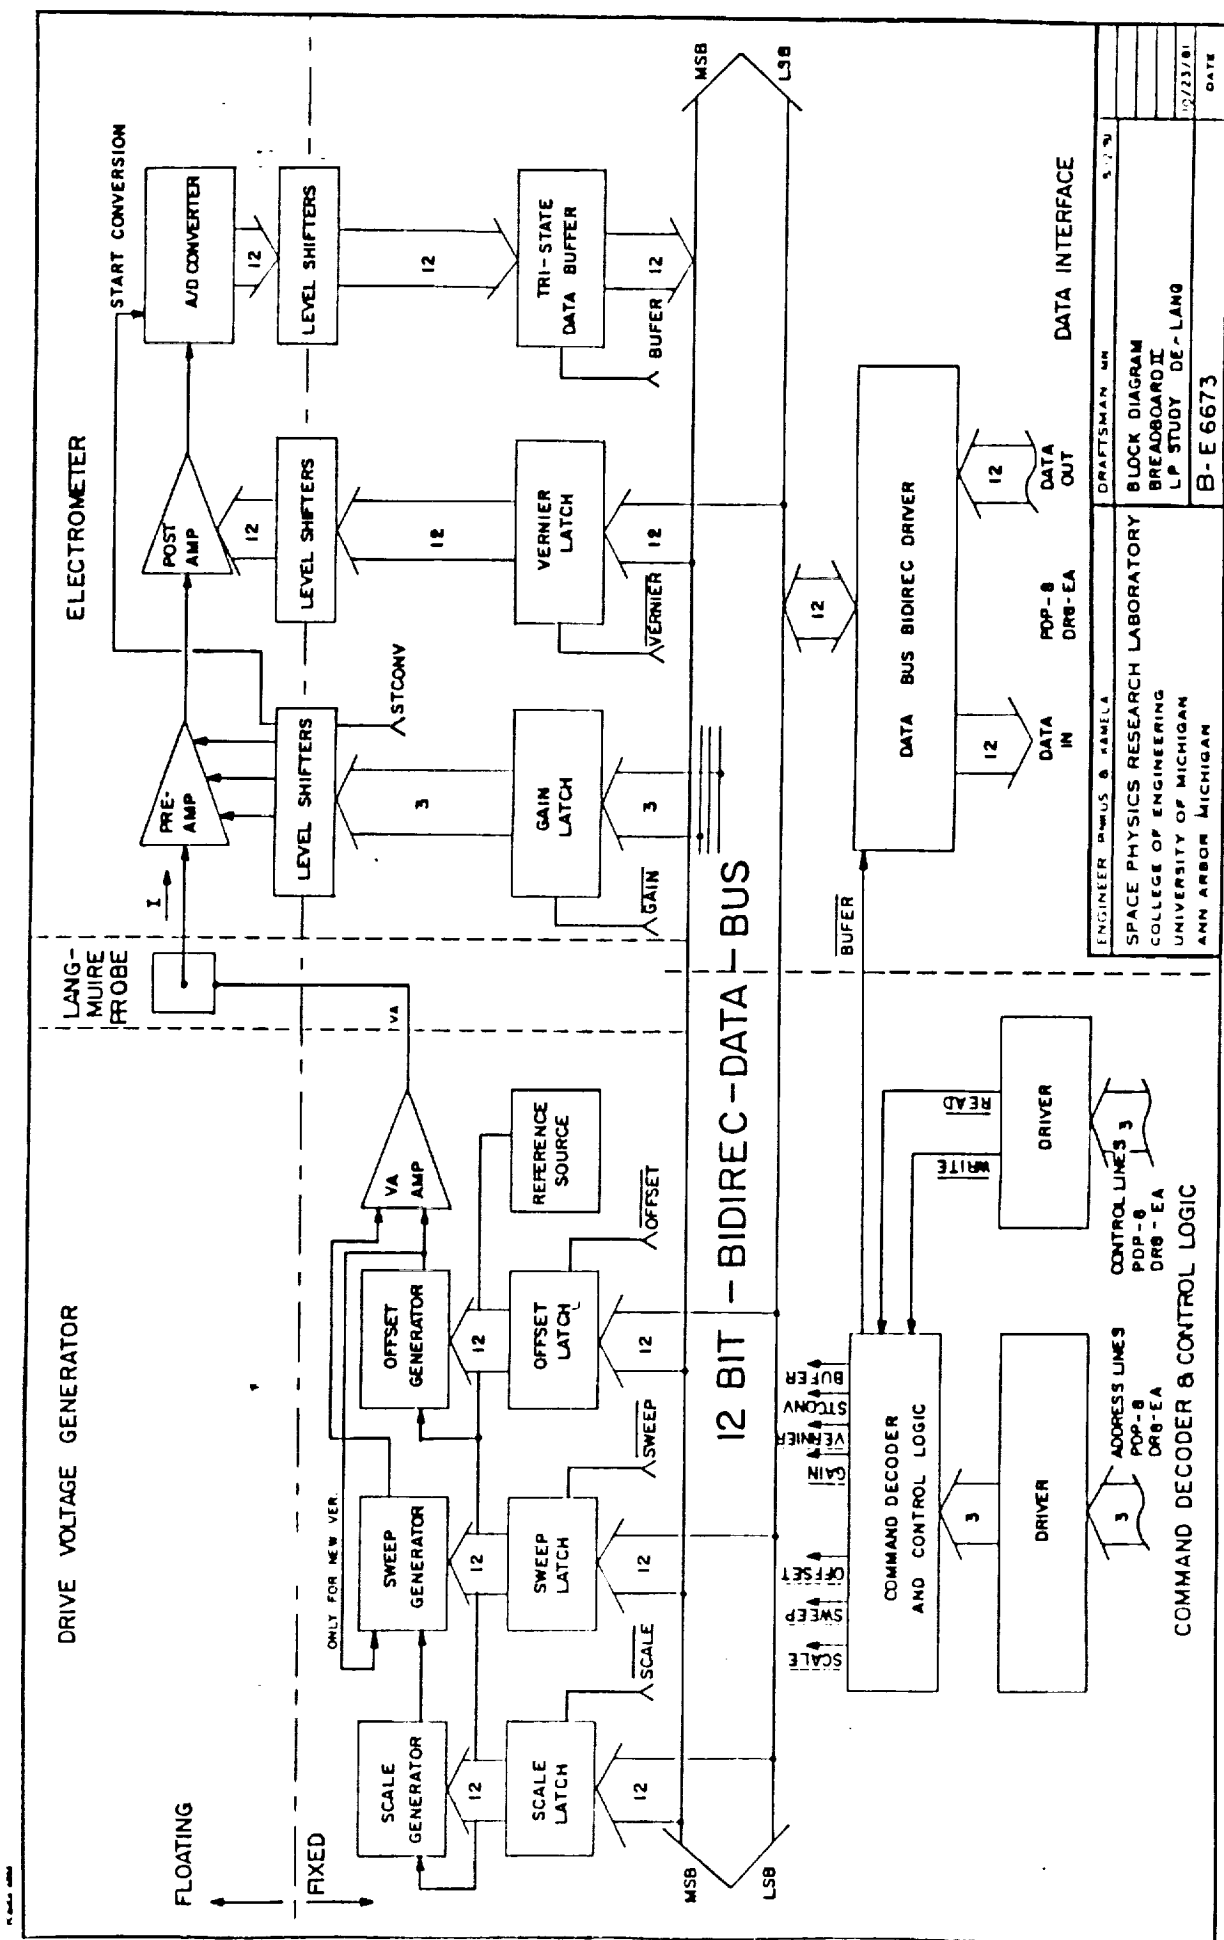 DRIVE VOLTAGE GENERATOR
LANG-
MUIRE
PROBE
ELECTROMETER
FLOATING
FIXED
ONLY FOR NEW VER.
SCALE
GENERATOR
SWEEP
GENERATOR
OFFSET
GENERATOR
VA
AMP
VA
I
PRE-
AMP
POST
AMP
START CONVERSION
A/D CONVERTER
12
LEVEL SHIFTERS
LEVEL SHIFTERS
LEVEL SHIFTERS
12
12
12
12
12
STCONV
3
12
12
SCALE
LATCH
SCALE
SWEEP
LATCH
SWEEP
OFFSET
LATCH
OFFSET
REFERENCE
SOURCE
GAIN
LATCH
GAIN
VERNIER
LATCH
VERNIER
TRI-STATE
DATA BUFFER
BUFER
12
12
12
3
12
12
MSB
LSB
12 BIT - BIDIREC-DATA-BUS
MSB
LSB
SCALE
SWEEP
OFFSET
GAIN
VERNIER
STCONV
BUFER
COMMAND DECODER
AND CONTROL LOGIC
WRITE
READ
BUFER
12
DATA BUS BIDIREC DRIVER
3
DRIVER
DRIVER
12
DATA
IN
12
DATA
OUT
PDP-8
DR8-EA
DATA INTERFACE
3
ADDRESS LINES
PDP-8
DR8-EA
3
CONTROL LINES
PDP-8
DR8-EA
COMMAND DECODER & CONTROL LOGIC
ENGINEER & KAMELA
DRAFTSMAN MN
SPACE PHYSICS RESEARCH LABORATORY
COLLEGE OF ENGINEERING
UNIVERSITY OF MICHIGAN
ANN ARBOR MICHIGAN
BLOCK DIAGRAM
BREADBOARD II
LP STUDY DE-LANG
B-E 6673
10/23/81
DATE